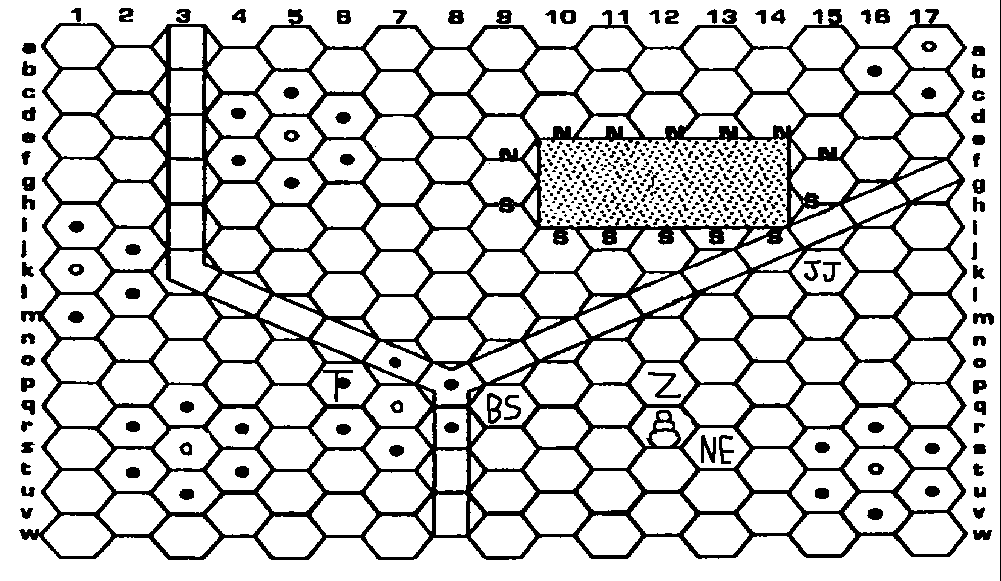 1 2 3 4 5 6 7 8 9 10 11 12 13 14 15 16 17
a a
b b
c c
d d
e N N N N N e
f N N f
g g
h S S h
i S S S S S i
j j
k JJ k
l l
m m
n n
o o
p T Z p
q BS q
r r
s NE s
t t
u u
v v
w w